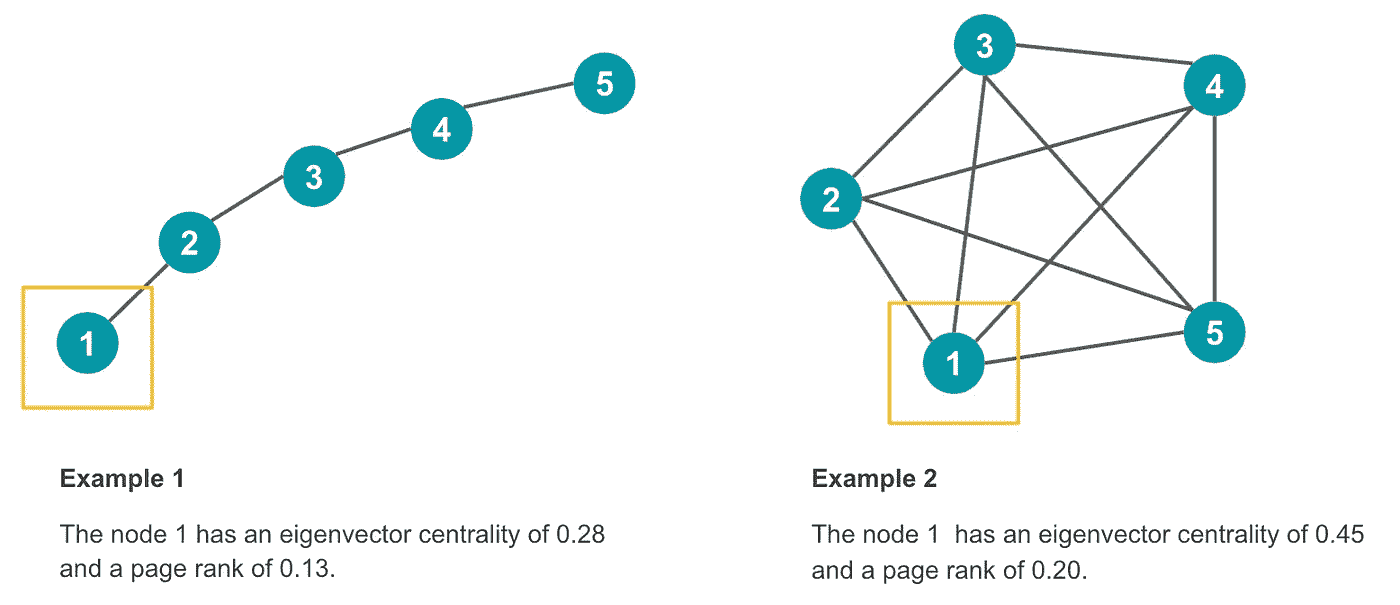 5
4
3
2
1
3
4
2
5
1
Example 1
The node 1 has an eigenvector centrality of 0.28
and a page rank of 0.13.
Example 2
The node 1  has an eigenvector centrality of 0.45
and a page rank of 0.20.